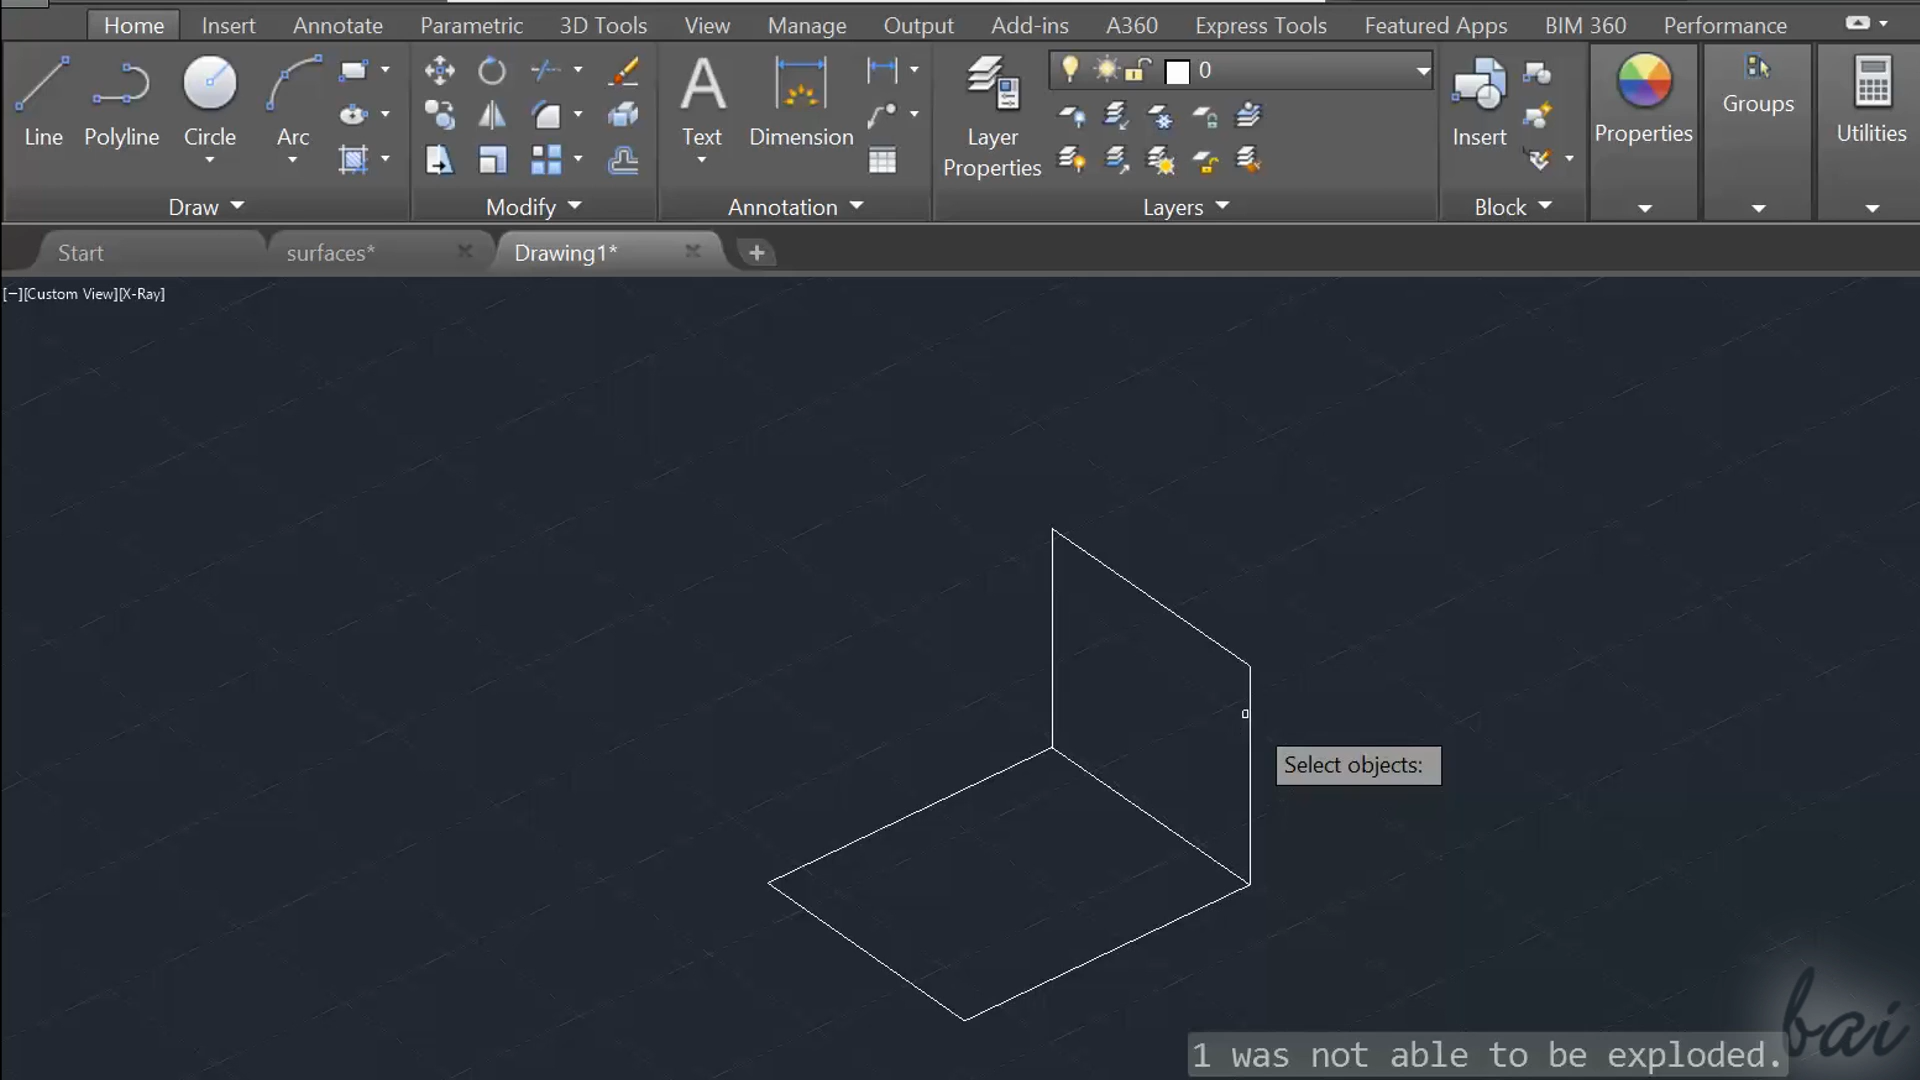 Home Insert Annotate Parametric 3D Tools View Manage Output Add-ins A360 Express Tools Featured Apps BIM 360 Performance
Line Polyline Circle Arc
Text Dimension
Layer
Properties
0
Insert
Properties
Groups
Utilities
Draw Modify Annotation Layers Block
Start surfaces* Drawing1*
[−][Custom View][X-Ray]
Select objects:
1 was not able to be exploded.
bai